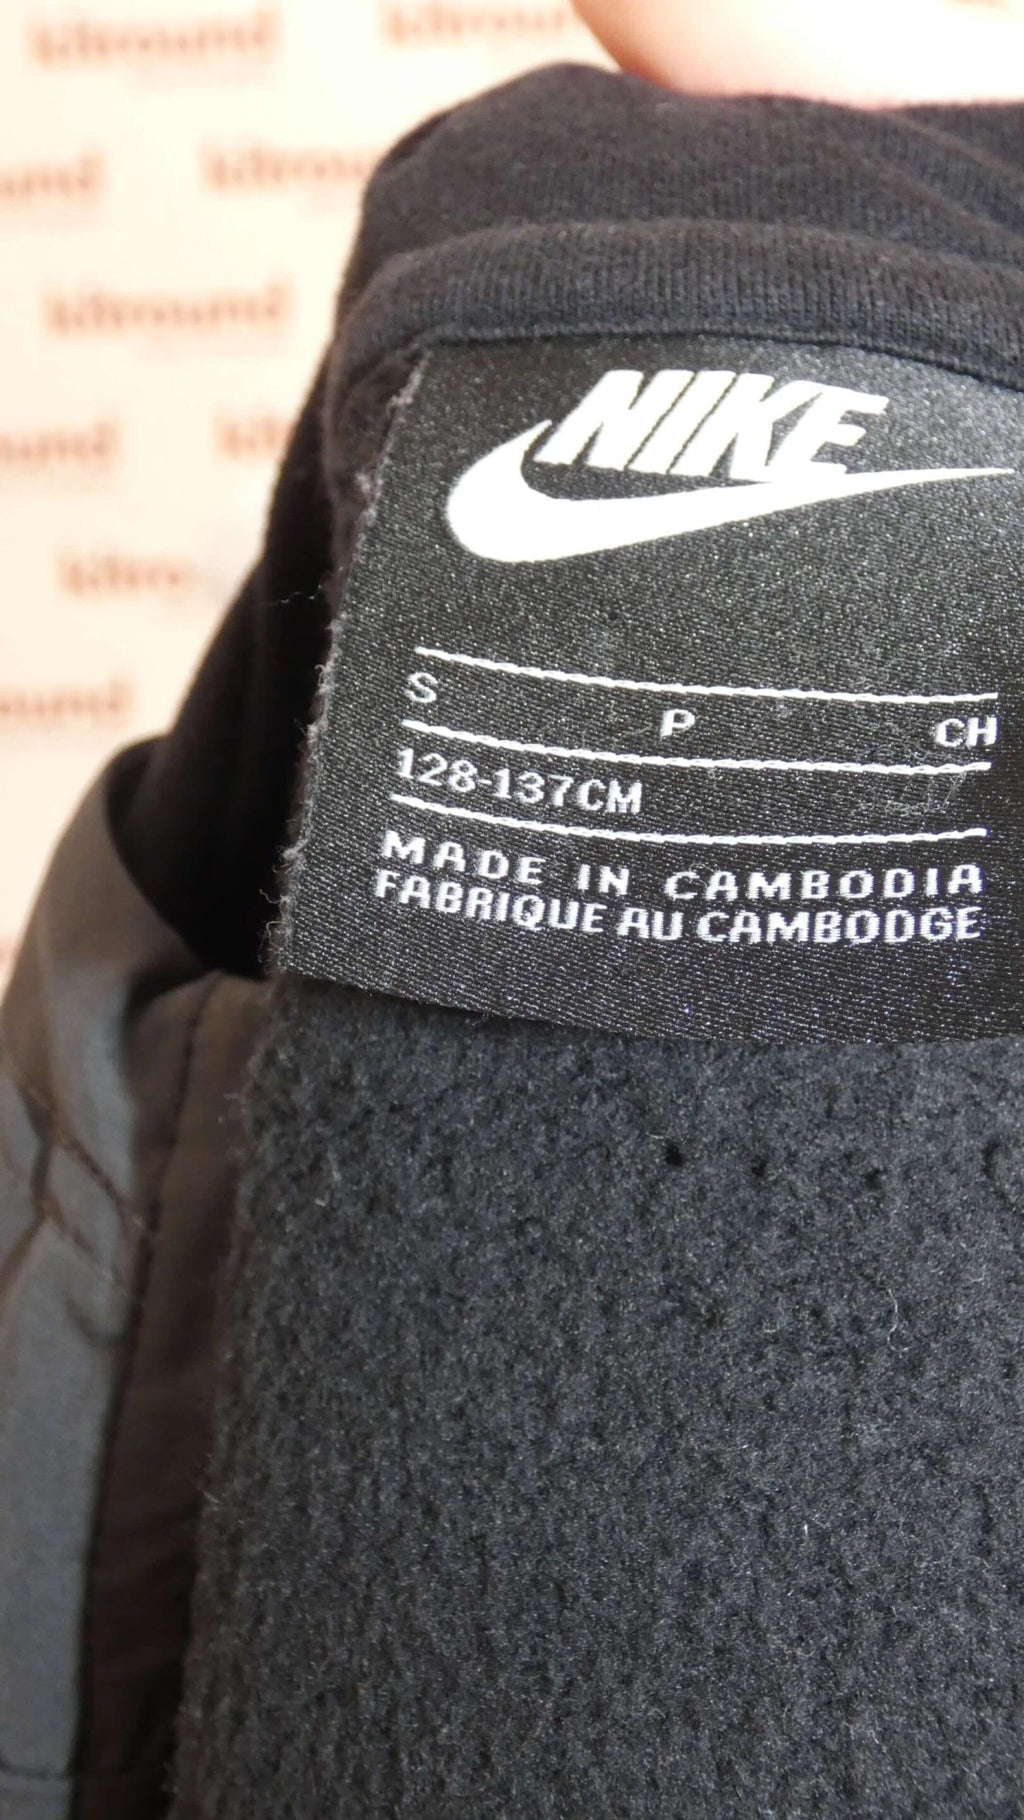 NIKE
S P CH
128-137CM
MADE IN CAMBODIA
FABRIQUE AU CAMBODGE